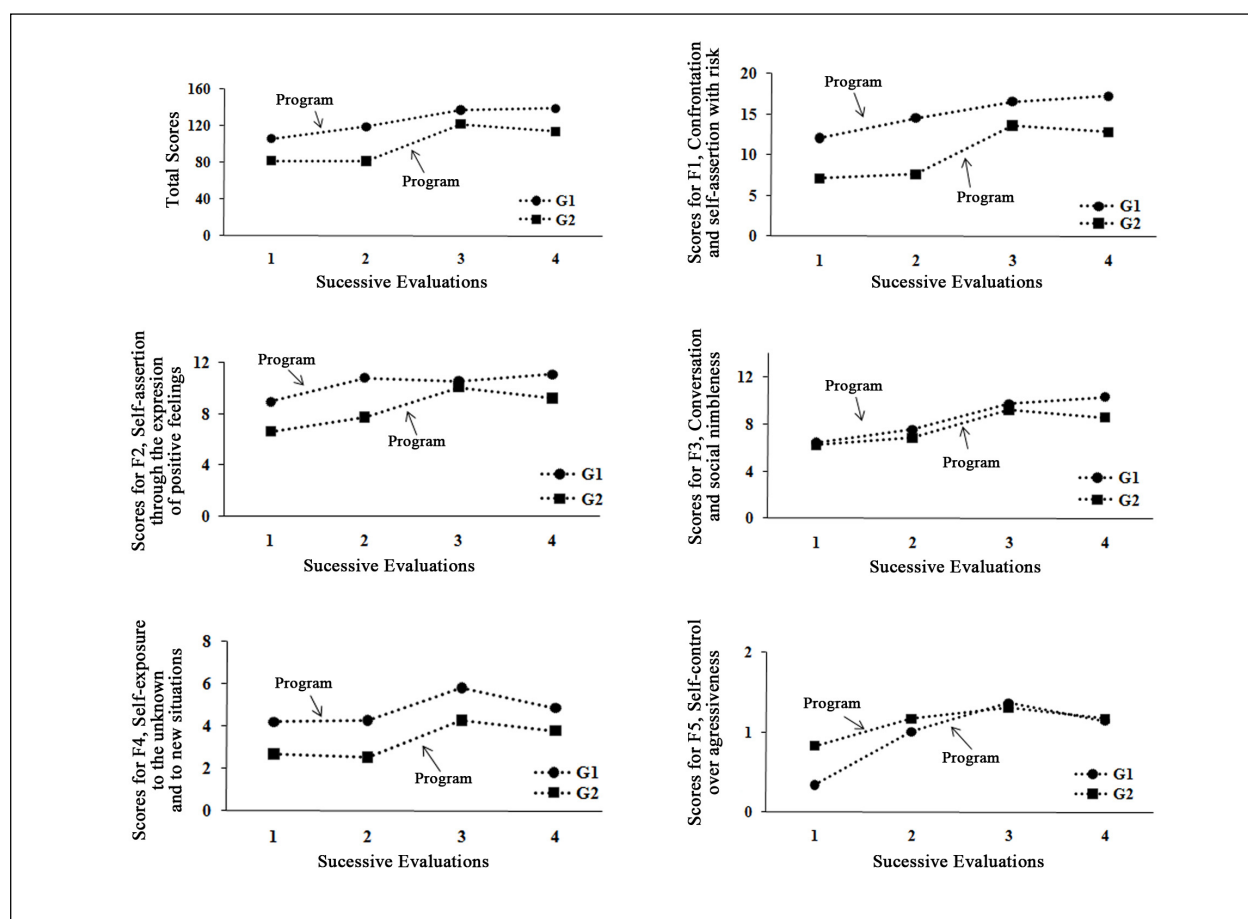 Total Scores
160
120
80
40
0
Program
Program
G1
G2
1 2 3 4
Sucessive Evaluations
Scores for F1, Confrontation
and self-assertion with risk
20
15
10
5
0
Program
Program
G1
G2
1 2 3 4
Sucessive Evaluations
Scores for F2, Self-assertion
through the expresion
of positive feelings
12
8
4
0
Program
Program
G1
G2
1 2 3 4
Sucessive Evaluations
Scores for F3, Conversation
and social nimbleness
12
8
4
0
Program
Program
G1
G2
1 2 3 4
Sucessive Evaluations
Scores for F4, Self-exposure
to the unknown
and to new situations
8
6
4
2
0
Program
Program
G1
G2
1 2 3 4
Sucessive Evaluations
Scores for F5, Self-control
over agressiveness
2
1
0
Program
Program
G1
G2
1 2 3 4
Sucessive Evaluations